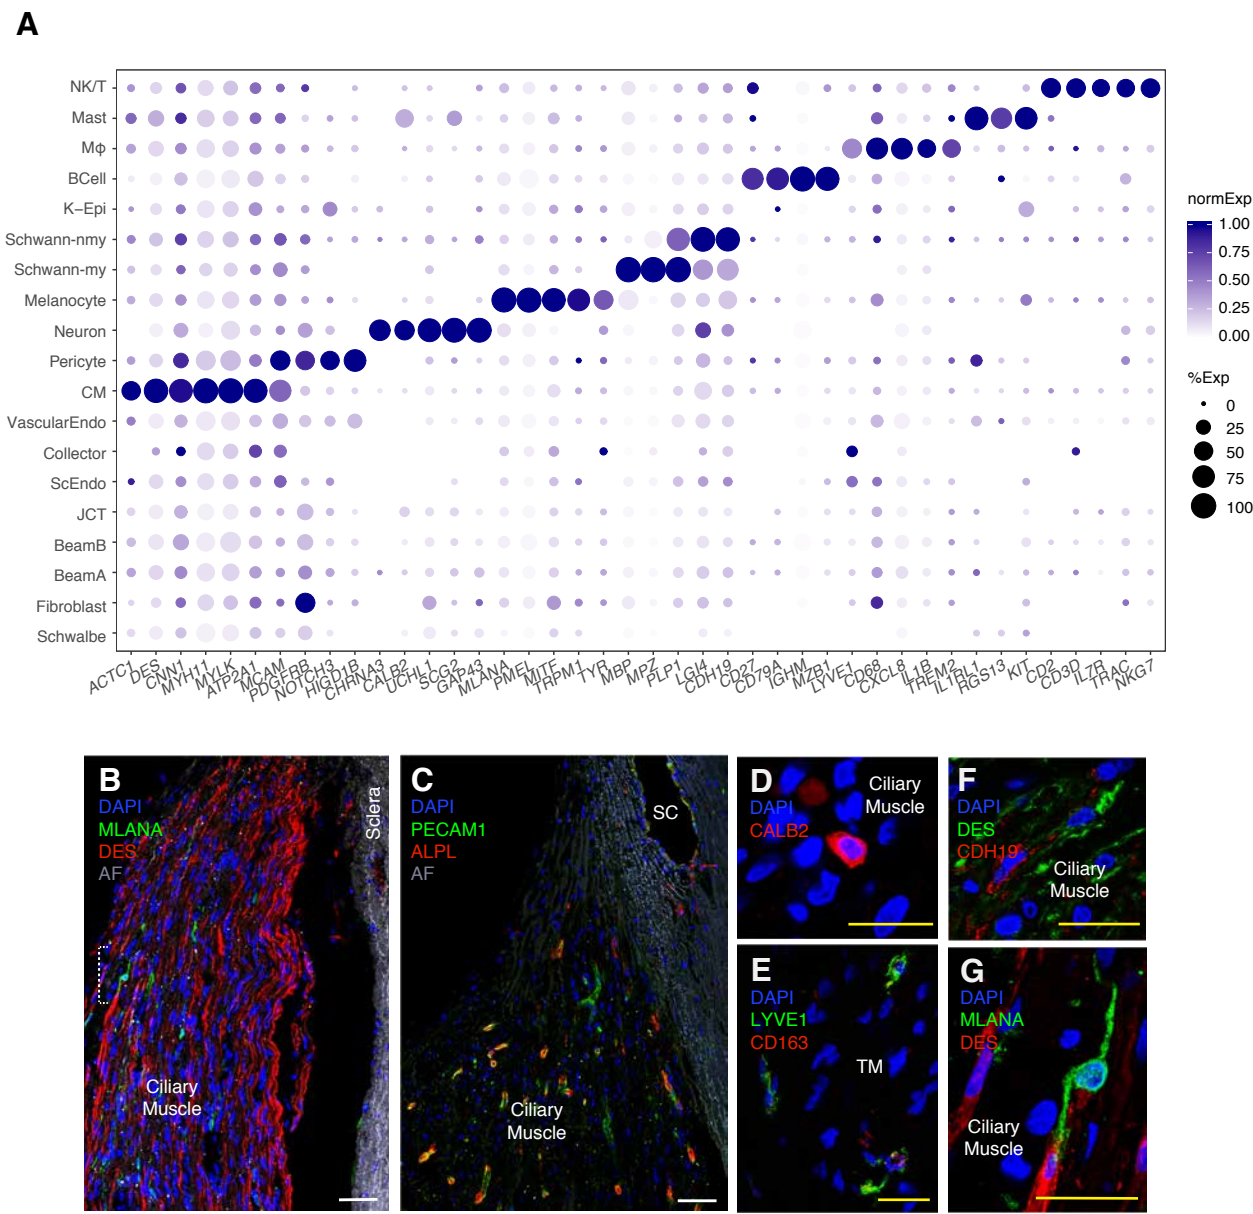 A
NK/T
Mast
Mϕ
BCell
K−Epi
Schwann-nmy
Schwann-my
Melanocyte
Neuron
Pericyte
CM
VascularEndo
Collector
ScEndo
JCT
BeamB
BeamA
Fibroblast
Schwalbe
ACTC1 DES CNN1 MYH11 MYLK ATP2A1 MCAM PDGFRB NOTCH3 HIGD1B CHRNA3 CALB2 UCHL1 SCG2 GAP43 MLANA PMEL MITF TRPM1 TYR MBP MPZ PLP1 LGI4 CDH19 CD27 CD79A IGHM MZB1 LYVE1 CD68 CXCL8 IL1B TREM2 IL1RL1 RGS13 KIT CD2 CD3D IL7R TRAC NKG7
normExp
1.00
0.75
0.50
0.25
0.00
%Exp
0
25
50
75
100
B
DAPI
MLANA
DES
AF
Sclera
Ciliary
Muscle
C
DAPI
PECAM1
ALPL
AF
SC
Ciliary
Muscle
D
DAPI
CALB2
Ciliary
Muscle
E
DAPI
LYVE1
CD163
TM
F
DAPI
DES
CDH19
Ciliary
Muscle
G
DAPI
MLANA
DES
Ciliary
Muscle